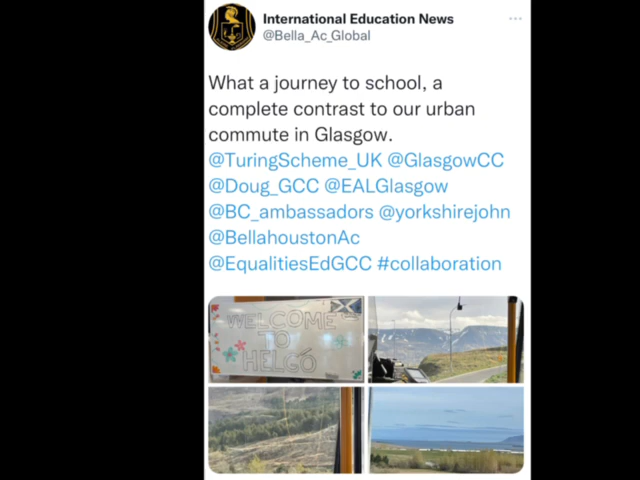 International Education News
@Bella_Ac_Global
What a journey to school, a
complete contrast to our urban
commute in Glasgow.
@TuringScheme_UK @GlasgowCC
@Doug_GCC @EALGlasgow
@BC_ambassadors @yorkshirejohn
@BellahoustonAc
@EqualitiesEdGCC #collaboration
WELCOME
TO
HELGÓ